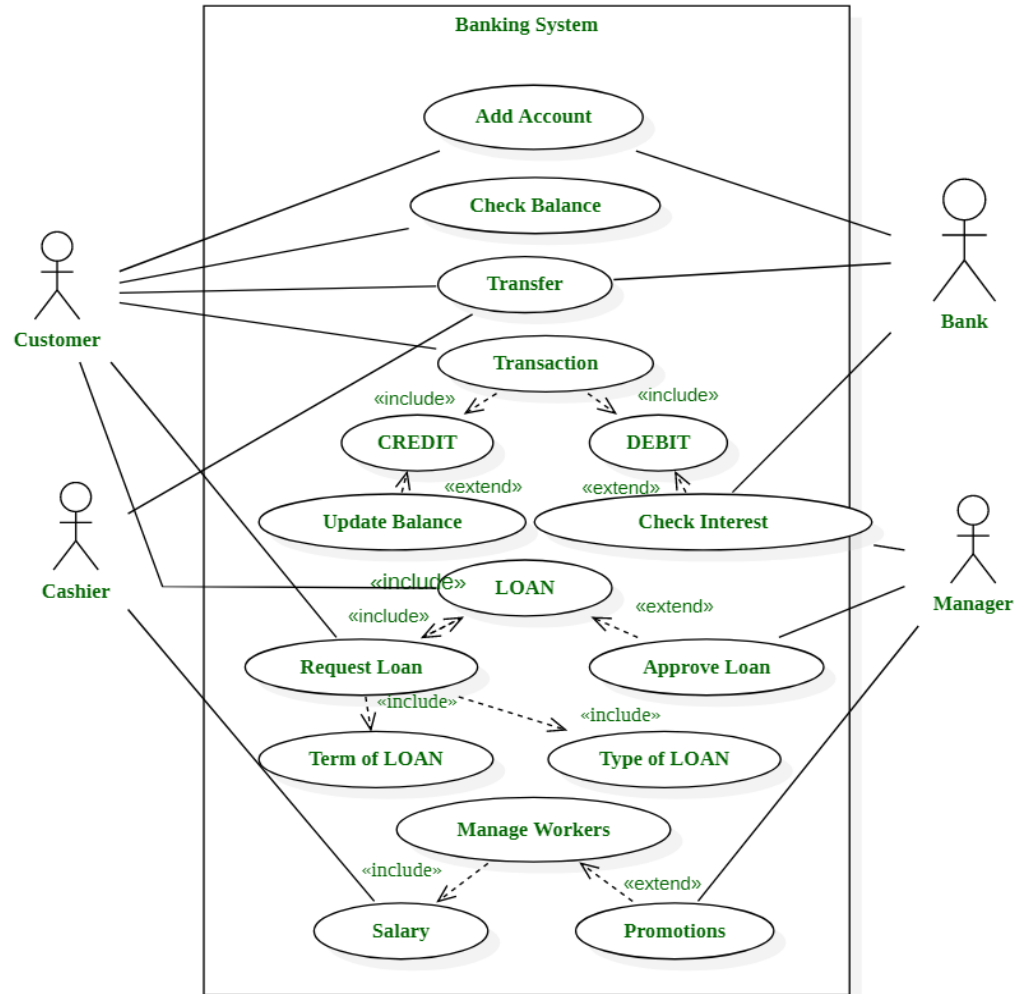 Banking System
Add Account
Check Balance
Customer
Transfer
Bank
Transaction
«include»
«include»
CREDIT
DEBIT
«extend»
«extend»
Update Balance
Check Interest
Cashier
«include»
LOAN
Manager
«include»
«extend»
Request Loan
Approve Loan
«include»
«include»
Term of LOAN
Type of LOAN
Manage Workers
«include»
«extend»
Salary
Promotions